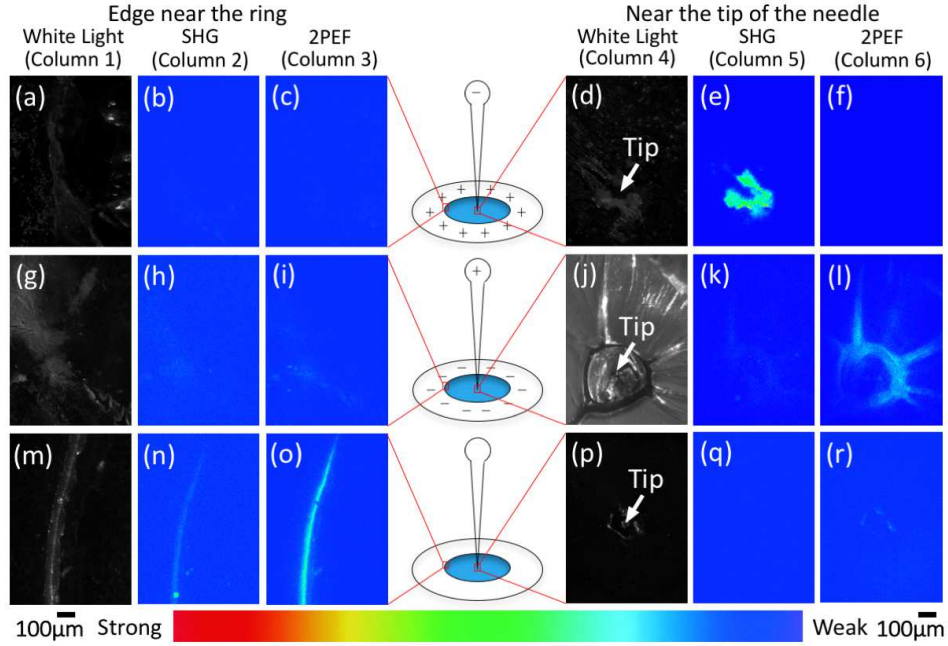 Edge near the ring
Near the tip of the needle
White Light
(Column 1)
SHG
(Column 2)
2PEF
(Column 3)
White Light
(Column 4)
SHG
(Column 5)
2PEF
(Column 6)
(a)
(b)
(c)
−
+ + + + + + + + + +
(d)
Tip
(e)
(f)
(g)
(h)
(i)
+
− − − − − − − − − −
(j)
Tip
(k)
(l)
(m)
(n)
(o)
(p)
Tip
(q)
(r)
100μm
Strong
Weak
100μm